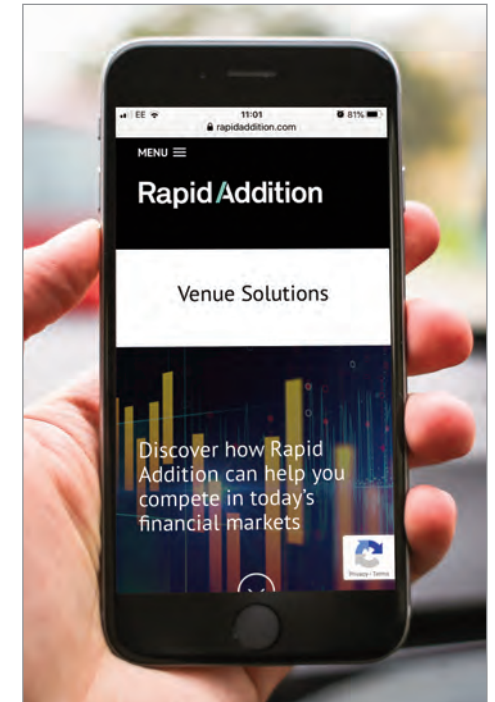 EE 11:01 81%
rapidaddition.com
MENU
Rapid Addition
Venue Solutions
Discover how Rapid
Addition can help you
compete in today's
financial markets
Privacy - Terms